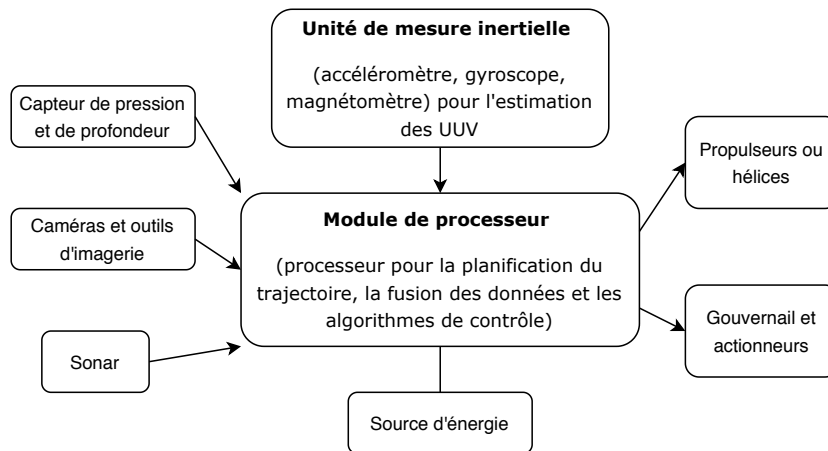 Unité de mesure inertielle
(accéléromètre, gyroscope,
magnétomètre) pour l'estimation
des UUV
Capteur de pression
et de profondeur
Propulseurs ou
hélices
Caméras et outils
d'imagerie
Module de processeur
(processeur pour la planification du
trajectoire, la fusion des données et les
algorithmes de contrôle)
Gouvernail et
actionneurs
Sonar
Source d'énergie